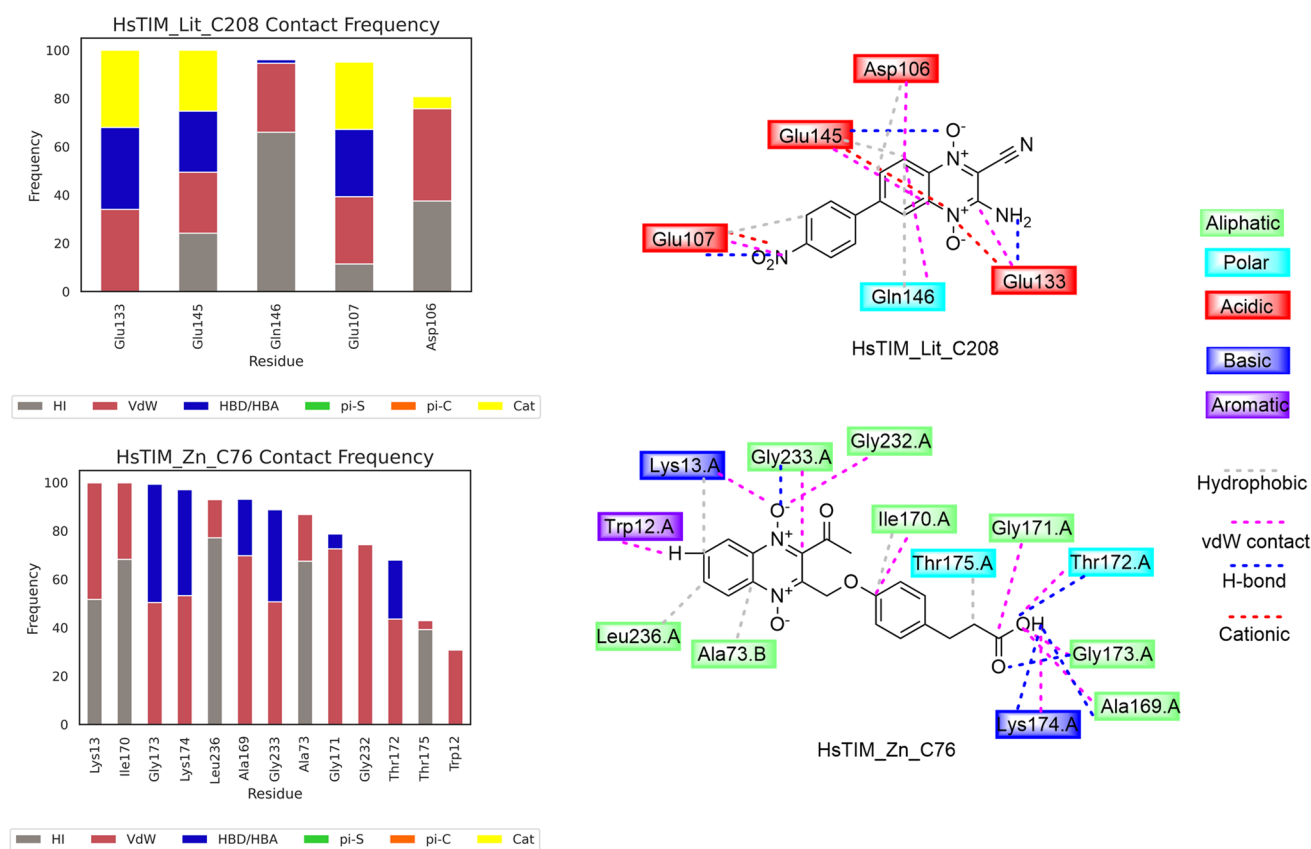 HsTIM_Lit_C208 Contact Frequency
100
80
60
40
20
0
Frequency
Glu133
Glu145
Gln146
Glu107
Asp106
Residue
HI VdW HBD/HBA pi-S pi-C Cat
Asp106
Glu145
Glu107
Gln146
Glu133
O-
N+
N
N+
NH2
O-
O2N
HsTIM_Lit_C208
Aliphatic
Polar
Acidic
Basic
Aromatic
Hydrophobic
vdW contact
H-bond
Cationic
HsTIM_Zn_C76 Contact Frequency
100
80
60
40
20
0
Frequency
Lys13
Ile170
Gly173
Lys174
Leu236
Ala169
Gly233
Ala73
Gly171
Gly232
Thr172
Thr175
Trp12
Residue
HI VdW HBD/HBA pi-S pi-C Cat
Lys13.A
Gly233.A
Gly232.A
Trp12.A
Ile170.A
Thr175.A
Gly171.A
Thr172.A
Leu236.A
Ala73.B
Gly173.A
Ala169.A
Lys174.A
O-
O
H
N+
N+
O
O-
OH
O
HsTIM_Zn_C76